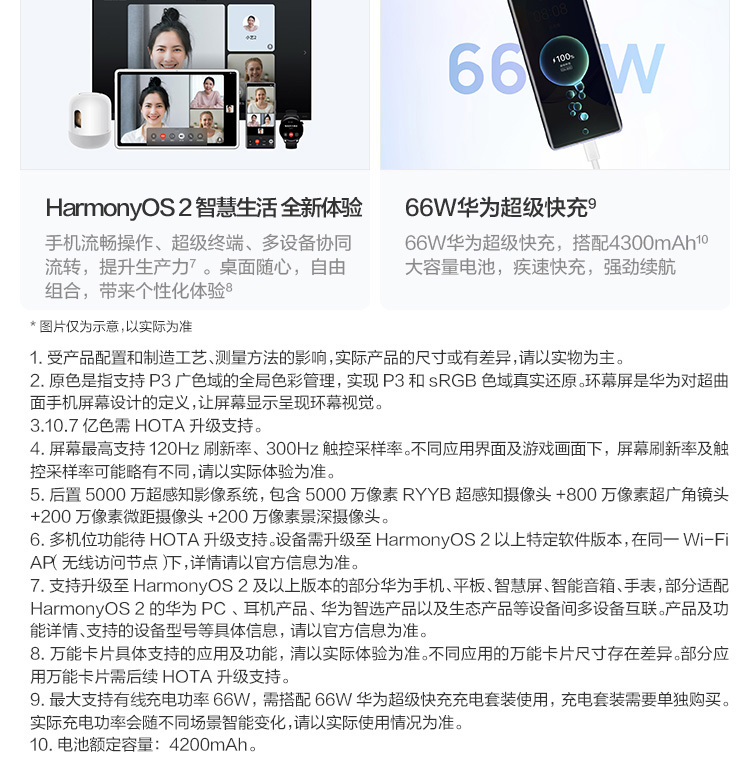 小艺2
08:08
100%
66W
HarmonyOS 2 智慧生活 全新体验
手机流畅操作、超级终端、多设备协同
流转，提升生产力7 。桌面随心，自由
组合，带来个性化体验8
66W华为超级快充9
66W华为超级快充，搭配4300mAh10
大容量电池，疾速快充，强劲续航
* 图片仅为示意,以实际为准
1. 受产品配置和制造工艺、测量方法的影响,实际产品的尺寸或有差异,请以实物为主。
2. 原色是指支持 P3 广色域的全局色彩管理，实现 P3 和 sRGB 色域真实还原。环幕屏是华为对超曲
面手机屏幕设计的定义,让屏幕显示呈现环幕视觉。
3.10.7 亿色需 HOTA 升级支持。
4. 屏幕最高支持 120Hz 刷新率、300Hz 触控采样率。不同应用界面及游戏画面下，屏幕刷新率及触
控采样率可能略有不同,请以实际体验为准。
5. 后置 5000 万超感知影像系统，包含 5000 万像素 RYYB 超感知摄像头 +800 万像素超广角镜头
+200 万像素微距摄像头 +200 万像素景深摄像头。
6. 多机位功能待 HOTA 升级支持。设备需升级至 HarmonyOS 2 以上特定软件版本,在同一 Wi-Fi
AP( 无线访问节点 )下,详情请以官方信息为准。
7. 支持升级至 HarmonyOS 2 及以上版本的部分华为手机、平板、智慧屏、智能音箱、手表,部分适配
HarmonyOS 2 的华为 PC 、耳机产品、华为智选产品以及生态产品等设备间多设备互联。产品及功
能详情、支持的设备型号等具体信息，请以官方信息为准。
8. 万能卡片具体支持的应用及功能，清以实际体验为准。不同应用的万能卡片尺寸存在差异。部分应
用万能卡片需后续 HOTA 升级支持。
9. 最大支持有线充电功率 66W，需搭配 66W 华为超级快充充电套装使用，充电套装需要单独购买。
实际充电功率会随不同场景智能变化,请以实际使用情况为准。
10. 电池额定容量：4200mAh。